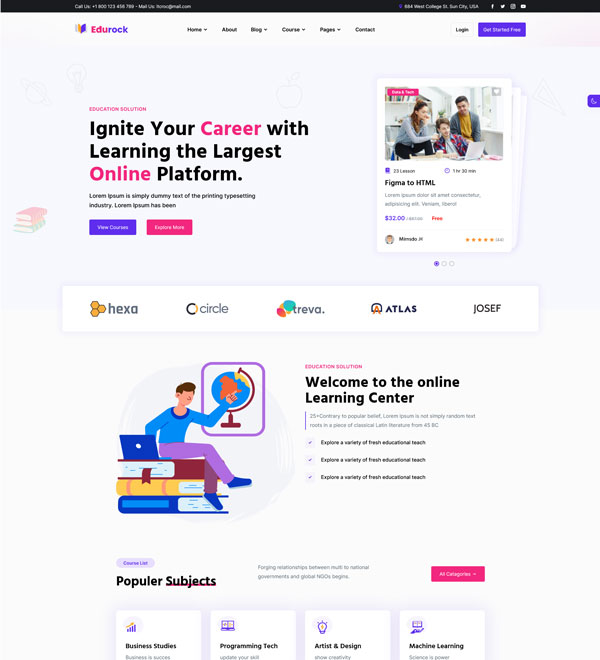 Call Us: +1 800 123 456 789 - Mail Us: Itcroc@mail.com
684 West College St. Sun City, USA
Edurock
Home
About
Blog
Course
Pages
Contact
Login
Get Started Free
EDUCATION SOLUTION
Ignite Your Career with
Learning the Largest
Online Platform.
Lorem Ipsum is simply dummy text of the printing typesetting
industry. Lorem Ipsum has been
View Courses
Explore More
Data & Tech
23 Lesson
1 hr 30 min
Figma to HTML
Lorem ipsum dolor sit amet consectetur,
adipisicing elit. Veniam, libero!
$32.00
Free
Mirnsdo .H
(44)
hexa
circle
treva.
ATLAS
JOSEF
EDUCATION SOLUTION
Welcome to the online
Learning Center
25+Contrary to popular belief, Lorem Ipsum is not simply random text
roots in a piece of classical Latin literature from 45 BC
Explore a variety of fresh educational teach
Explore a variety of fresh educational teach
Explore a variety of fresh educational teach
Course List
Populer Subjects
Forging relationships between multi to national
governments and global NGOs begins.
All Catagories
Business Studies
Business is succes
Programming Tech
update your skill
Artist & Design
show creativity
Machine Learning
Science is power